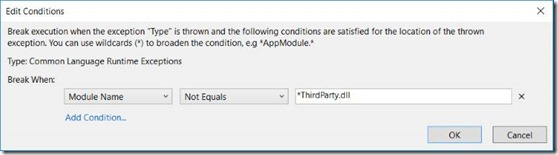 Edit Conditions
Break execution when the exception "Type" is thrown and the following conditions are satisfied for the location of the thrown
exception. You can use wildcards (*) to broaden the condition, e.g *AppModule.*
Type: Common Language Runtime Exceptions
Break When:
Module Name Not Equals *ThirdParty.dll
Add Condition...
OK Cancel